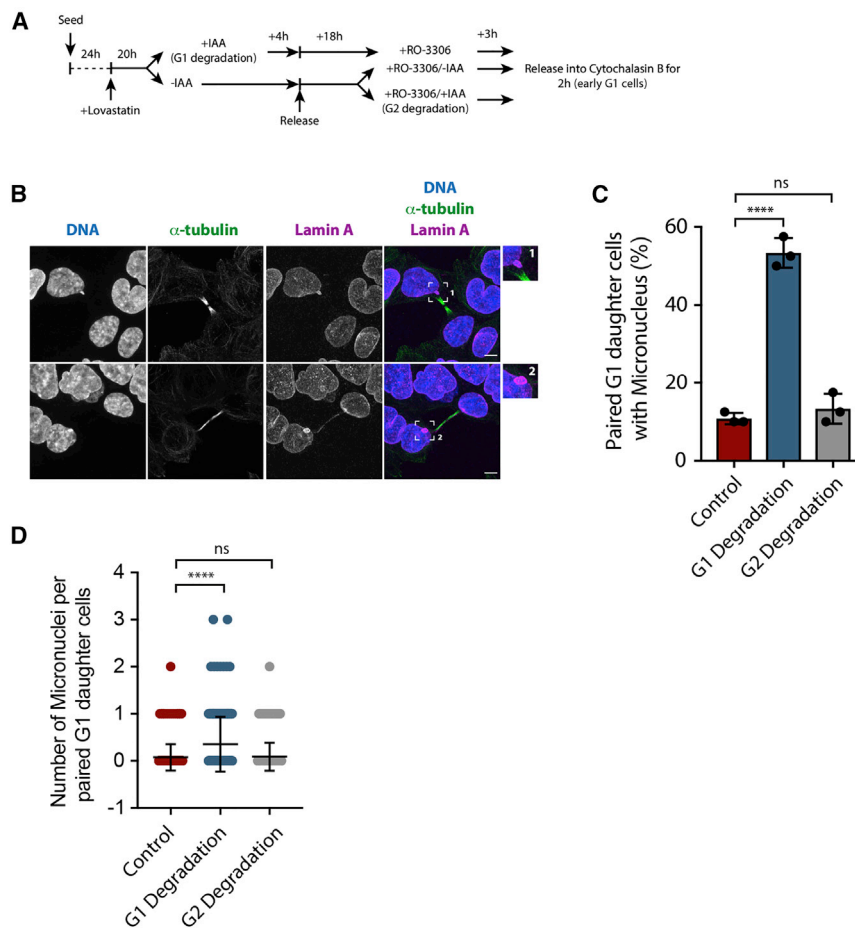 A
Seed
24h
20h
+IAA
(G1 degradation)
+4h
+18h
+RO-3306
+3h
+RO-3306/-IAA
-IAA
+RO-3306/+IAA
(G2 degradation)
+Lovastatin
Release
Release into Cytochalasin B for
2h (early G1 cells)
B
DNA
α-tubulin
Lamin A
DNA
α-tubulin
Lamin A
1
1
2
2
C
Paired G1 daughter cells
with Micronucleus (%)
ns
****
60
40
20
0
Control
G1 Degradation
G2 Degradation
D
Number of Micronuclei per
paired G1 daughter cells
ns
****
4
3
2
1
0
-1
Control
G1 Degradation
G2 Degradation